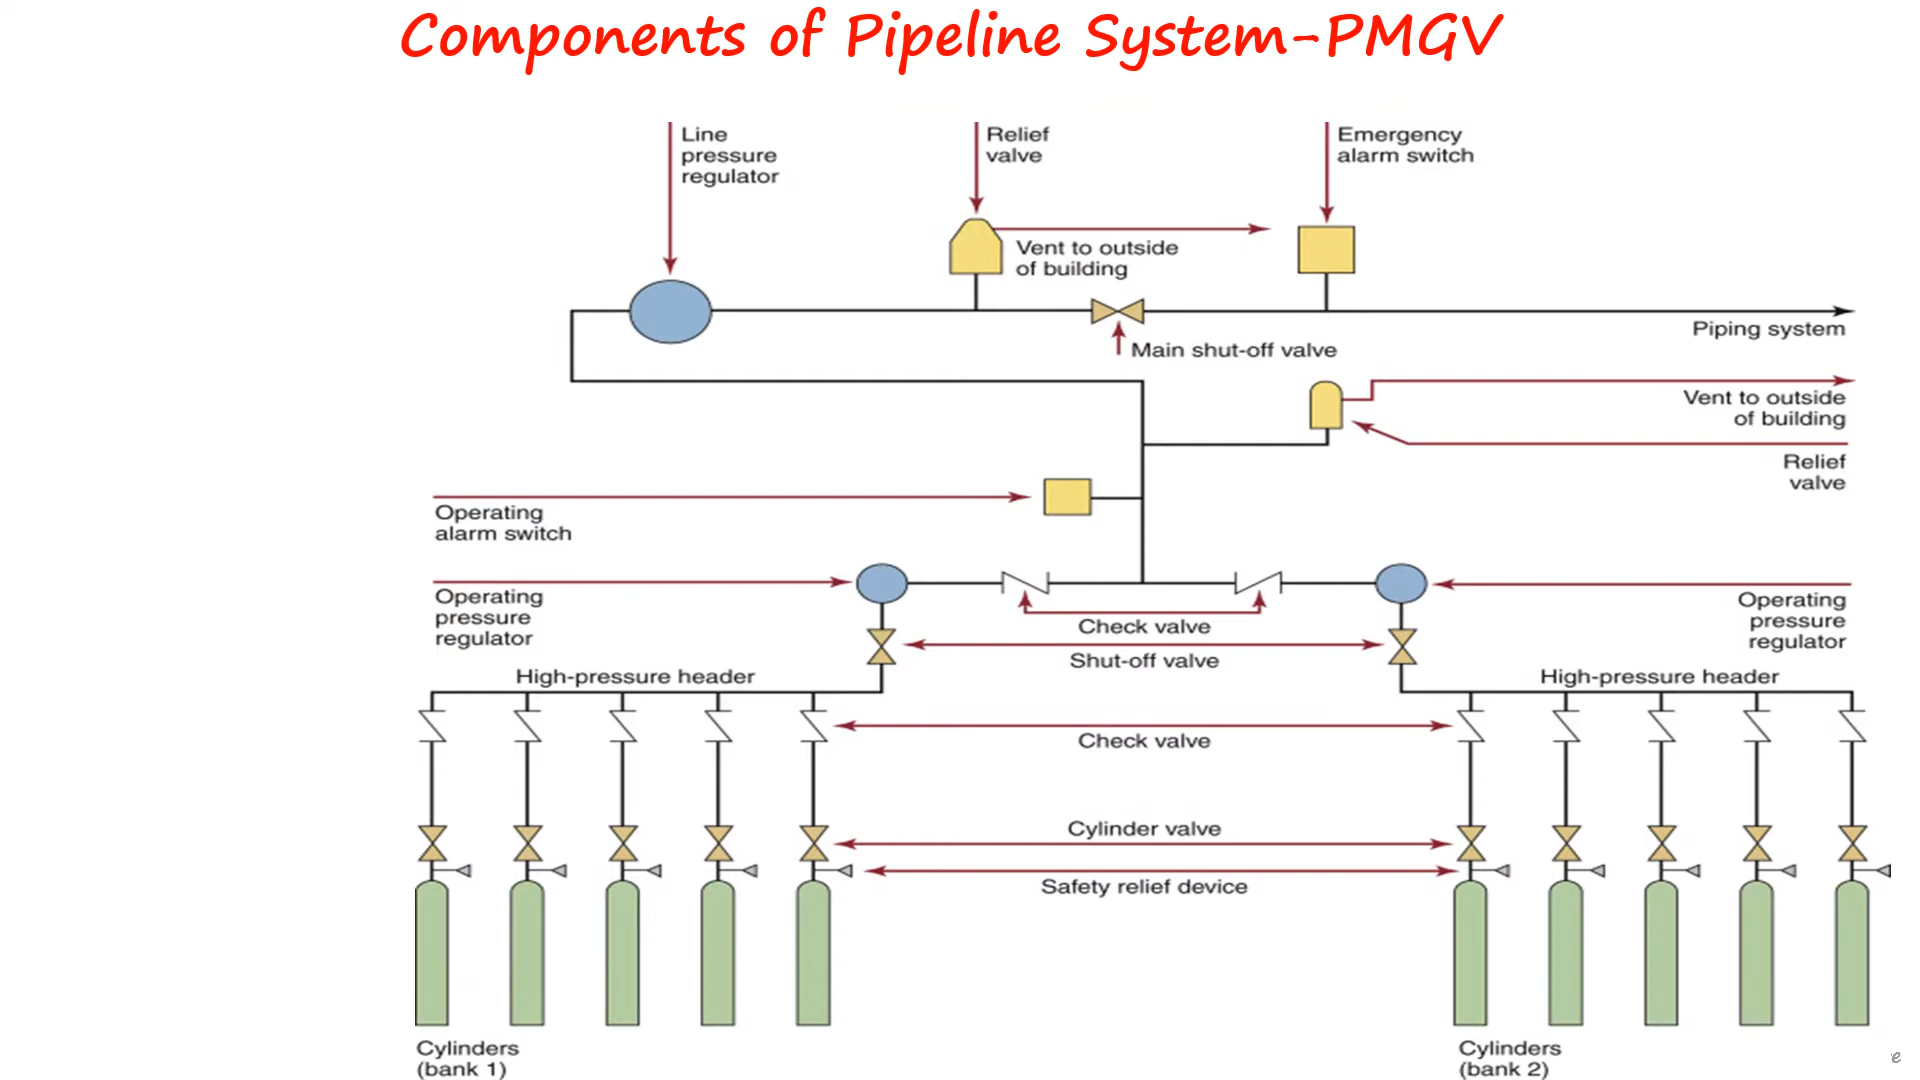 Components of Pipeline System-PMGV
Line
pressure
regulator
Relief
valve
Emergency
alarm switch
Vent to outside
of building
Piping system
Main shut-off valve
Vent to outside
of building
Relief
valve
Operating
alarm switch
Operating
pressure
regulator
Check valve
Shut-off valve
Operating
pressure
regulator
High-pressure header
High-pressure header
Check valve
Cylinder valve
Safety relief device
Cylinders
(bank 1)
Cylinders
(bank 2)